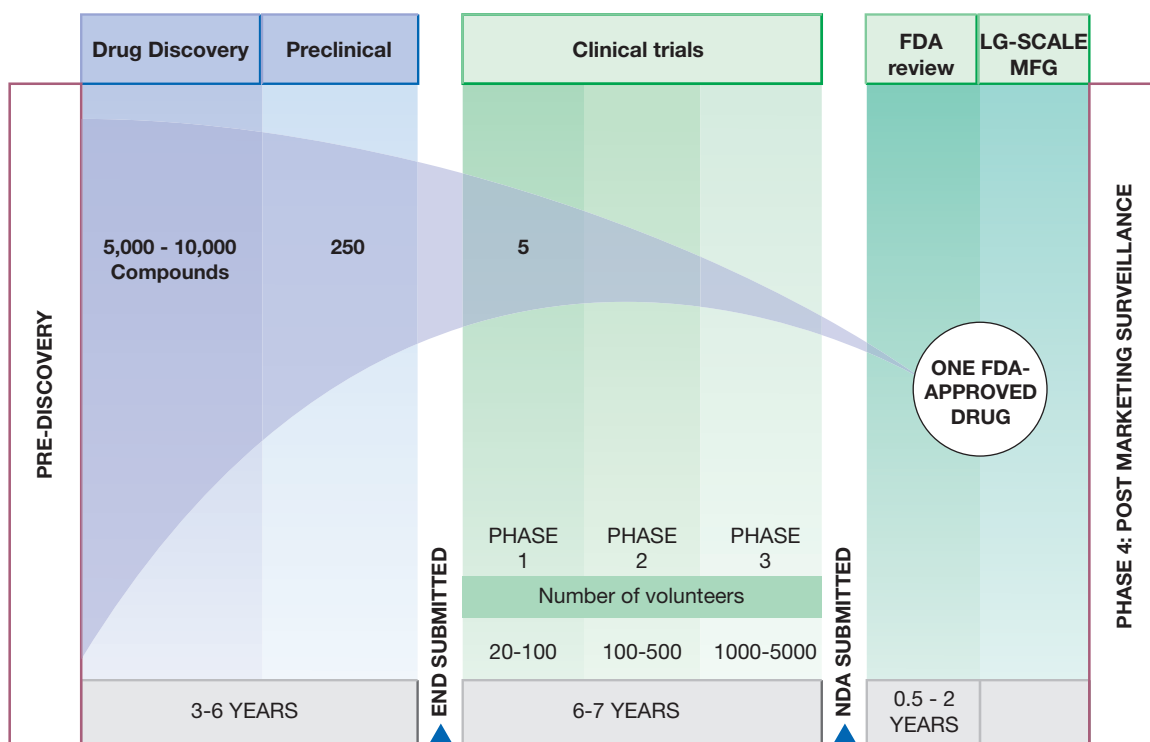 Drug Discovery
Preclinical
Clinical trials
FDA
review
LG-SCALE
MFG
PRE-DISCOVERY
5,000 - 10,000
Compounds
250
5
ONE FDA-
APPROVED
DRUG
PHASE
1
PHASE
2
PHASE
3
Number of volunteers
20-100
100-500
1000-5000
END SUBMITTED
NDA SUBMITTED
3-6 YEARS
6-7 YEARS
0.5 - 2
YEARS
PHASE 4: POST MARKETING SURVEILLANCE